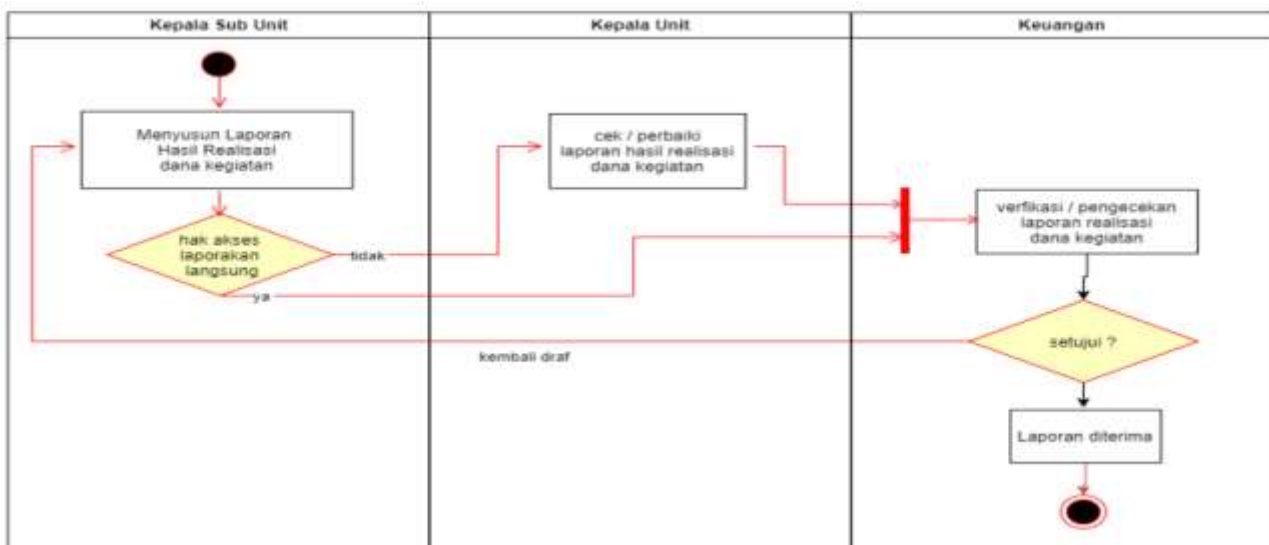 Kepala Sub Unit
Kepala Unit
Keuangan
Menyusun Laporan
Hasil Realisasi
dana kegiatan
cek / perbaiki
laporan hasil realisasi
dana kegiatan
verfikasi / pengecekan
laporan realisasi
dana kegiatan
hak akses
laporakan
langsung
tidak
ya
setujui ?
kembali draf
Laporan diterima